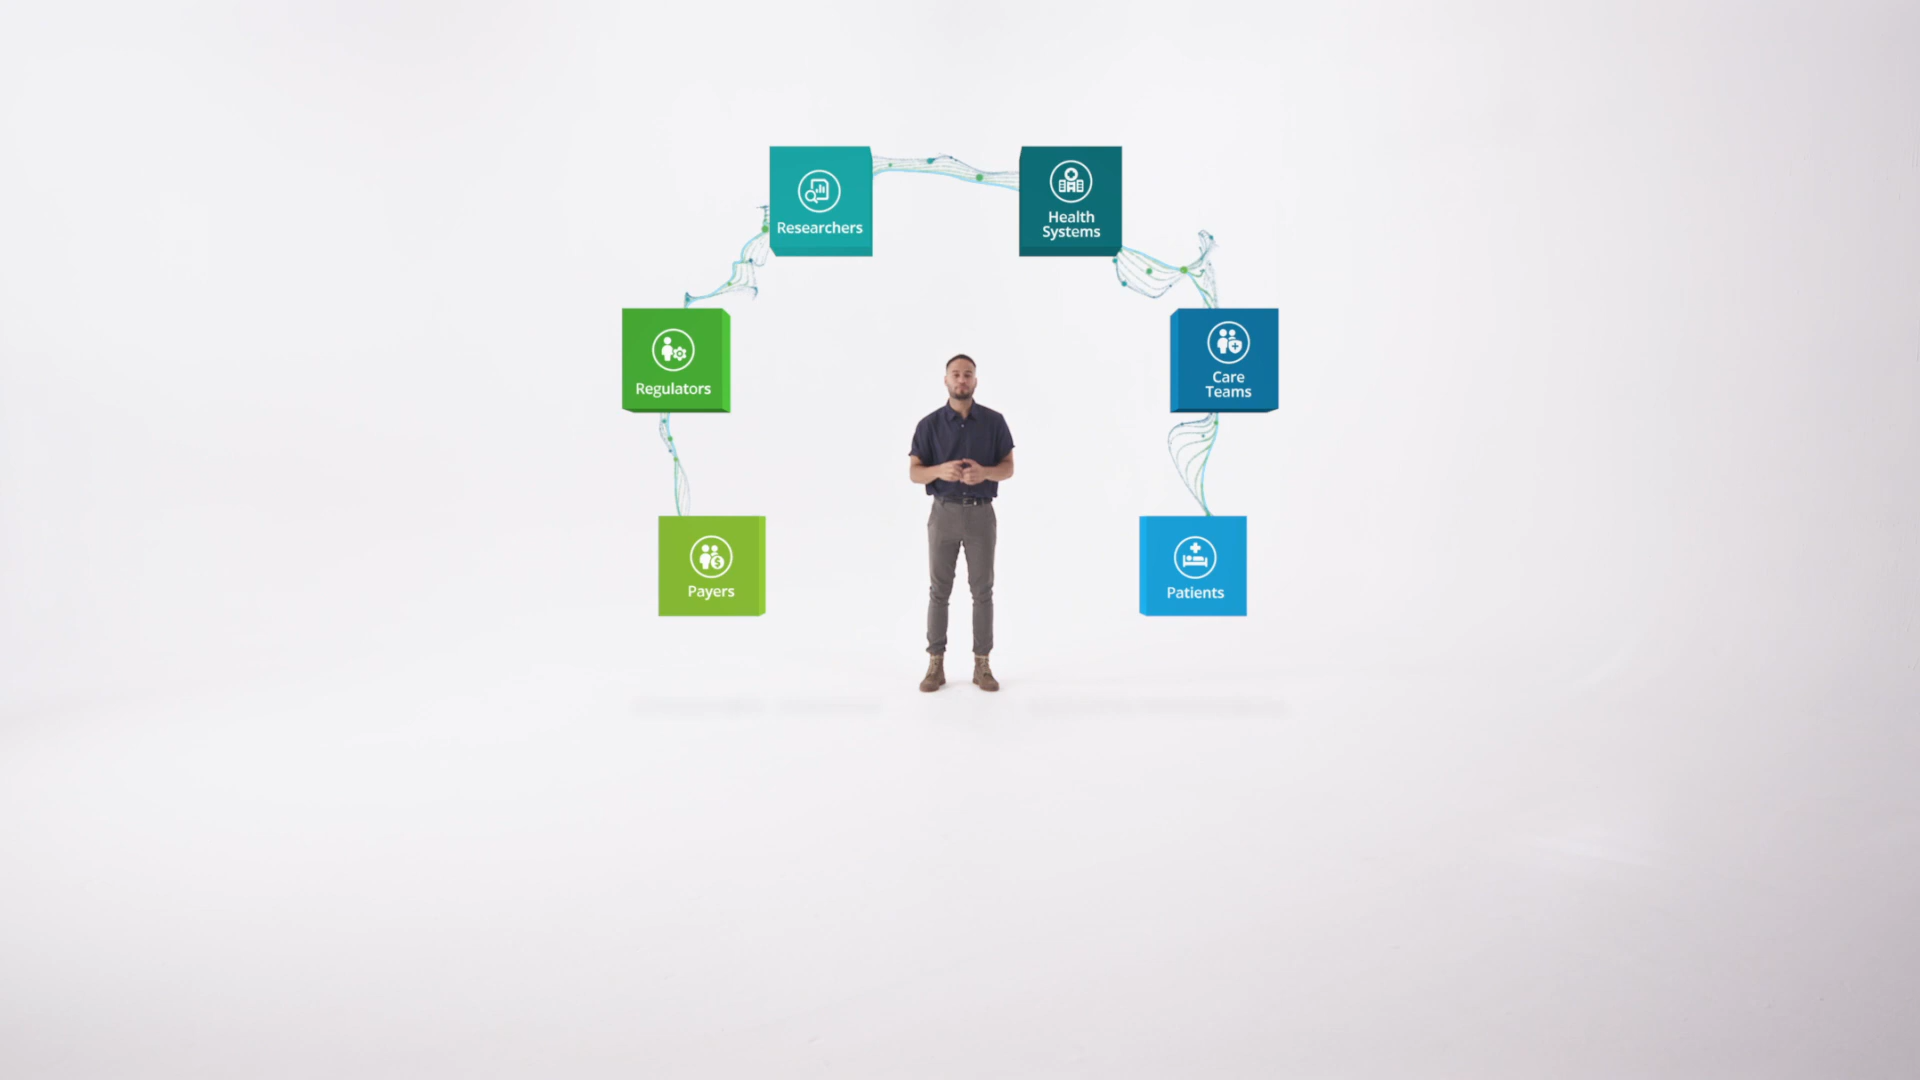 Researchers
Health
Systems
Regulators
Care
Teams
Payers
Patients